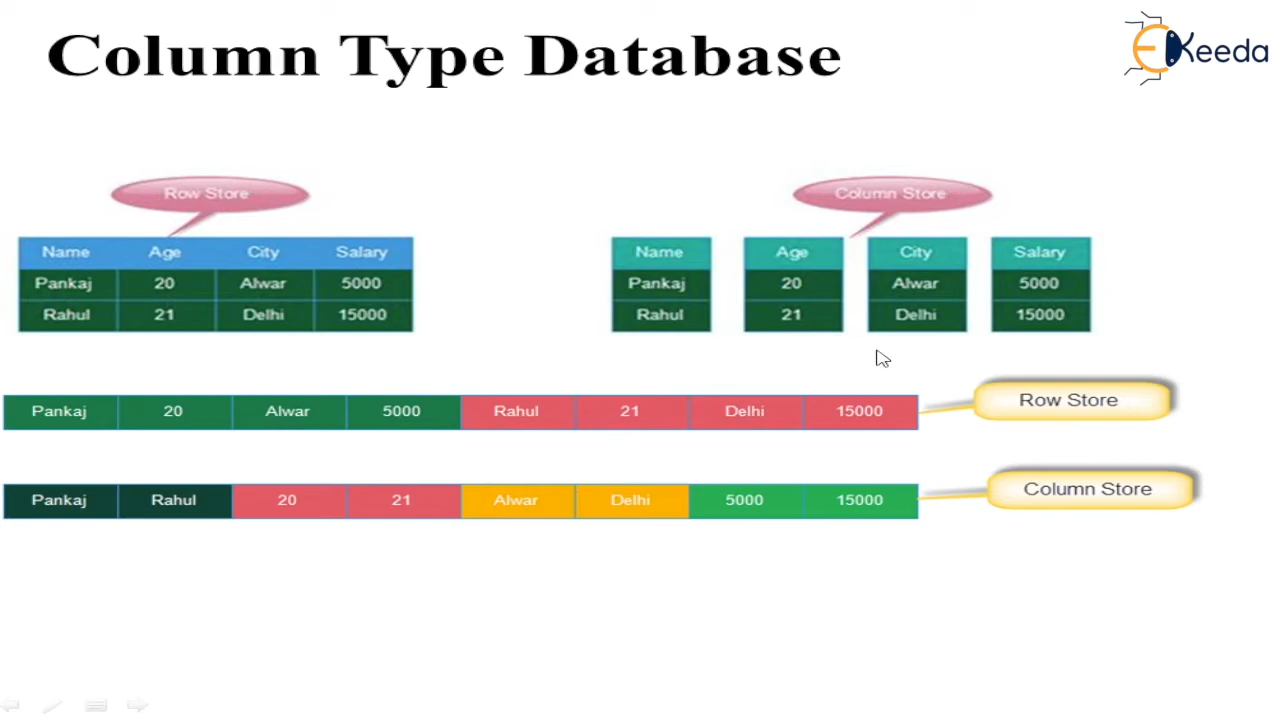 Column Type Database
EKeeda
Row Store
Column Store
Name Age City Salary
Pankaj 20 Alwar 5000
Rahul 21 Delhi 15000
Name Age City Salary
Pankaj 20 Alwar 5000
Rahul 21 Delhi 15000
Pankaj 20 Alwar 5000 Rahul 21 Delhi 15000
Row Store
Pankaj Rahul 20 21 Alwar Delhi 5000 15000
Column Store